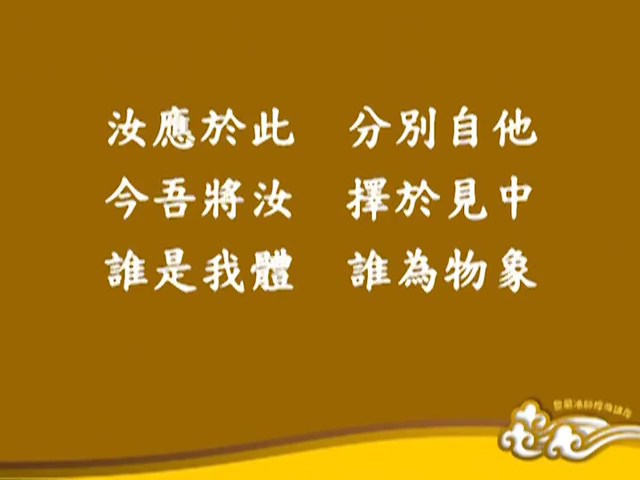 汝應於此　分別自他
今吾將汝　擇於見中
誰是我體　誰為物象